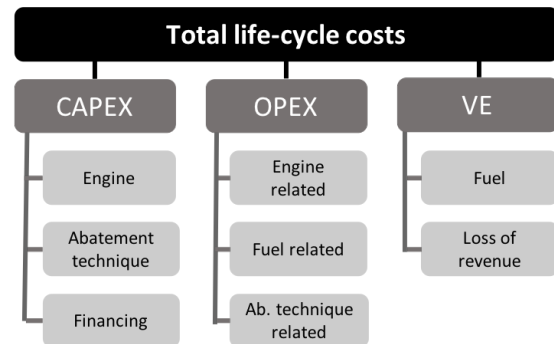 Total life-cycle costs
CAPEX
OPEX
VE
Engine
Abatement
technique
Financing
Engine
related
Fuel related
Ab. technique
related
Fuel
Loss of
revenue